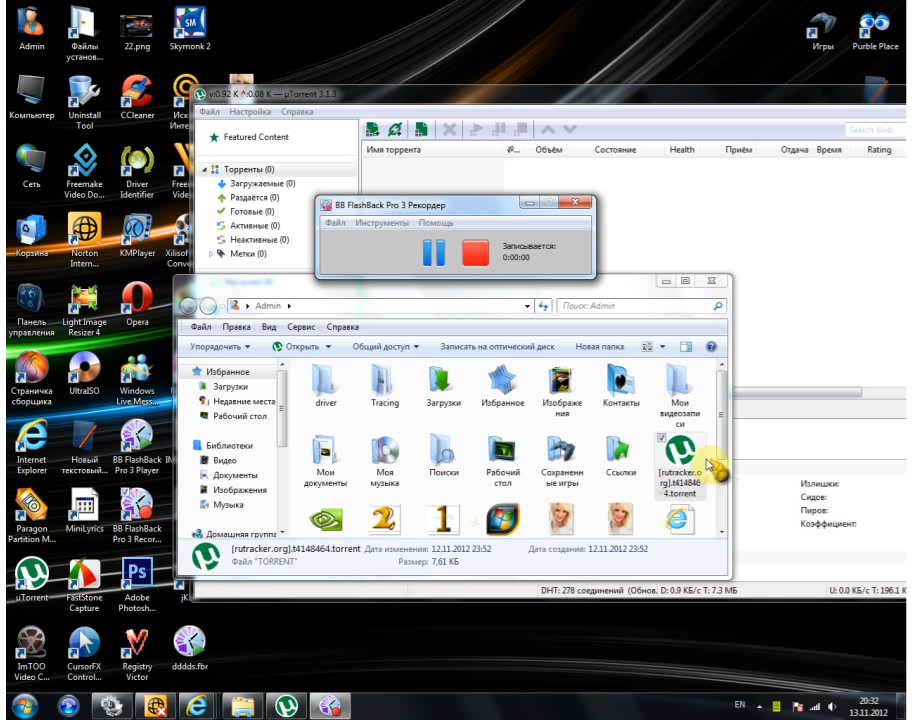 Admin
Файлы установ...
22.png
Skymonk 2
Игры
Purble Place
Компьютер
Uninstall Tool
CCleaner
Сеть
Freemake Video Do...
Driver Identifier
Корзина
Norton Intern...
KMPlayer
Xilisof
Conve
Панель управления
Light Image Resizer 4
Opera
Страничка сборщика
UltraISO
Windows Live Mess...
Internet Explorer
Новый текстовый...
BB FlashBack Pro 3 Player
Paragon Partition M...
MiniLyrics
BB FlashBack Pro 3 Recor...
µTorrent
FastStone Capture
Adobe Photosh...
ImTOO Video C...
CursorFX Control...
Registry Victor
dddds.fbr
v:0.92 K ^:0.08 K — µTorrent 3.1.3
Файл Настройка Справка
Featured Content
Search Web
Имя торрента
Объём Состояние Health Приём Отдача Время Rating
Торренты (0)
Загружаемые (0)
Раздаётся (0)
Готовые (0)
Активные (0)
Неактивные (0)
Метки (0)
BB FlashBack Pro 3 Рекордер
Файл Инструменты Помощь
Записывается:
0:00:00
Admin
Поиск: Admin
Файл Правка Вид Сервис Справка
Упорядочить Открыть Общий доступ Записать на оптический диск Новая папка
Избранное
Загрузки
Недавние места
Рабочий стол
Библиотеки
Видео
Документы
Изображения
Музыка
Домашняя группа
driver
Tracing
Загрузки
Избранное
Изображения
Контакты
Мои видеозаписи
Мои документы
Моя музыка
Поиски
Рабочий стол
Сохраненные игры
Ссылки
[rutracker.org].t4148464.torrent
[rutracker.org].t4148464.torrent Дата изменения: 12.11.2012 23:52 Дата создания: 12.11.2012 23:52
Файл "TORRENT" Размер: 7,61 КБ
Излишки:
Сидов:
Пиров:
Коэффициент:
DHT: 278 соединений (Обнов. D: 0.9 КБ/с T: 7.3 МБ U: 0.0 КБ/с T: 196.1 К
EN
20:32
13.11.2012